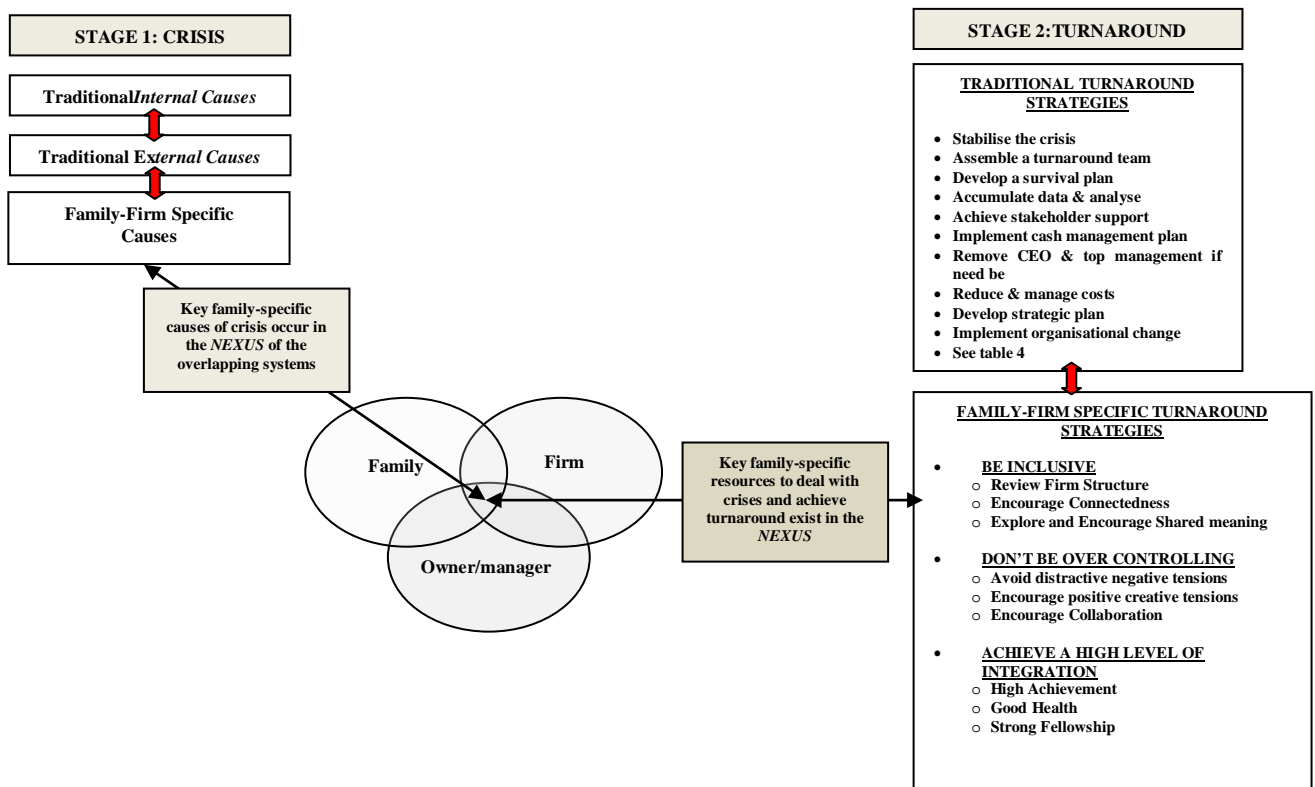 STAGE 1: CRISIS
TraditionalInternal Causes
Traditional External Causes
Family-Firm Specific
Causes
Key family-specific
causes of crisis occur in
the NEXUS of the
overlapping systems
Family
Firm
Owner/manager
Key family-specific
resources to deal with
crises and achieve
turnaround exist in the
NEXUS
STAGE 2:TURNAROUND
TRADITIONAL TURNAROUND
STRATEGIES
• Stabilise the crisis
• Assemble a turnaround team
• Develop a survival plan
• Accumulate data & analyse
• Achieve stakeholder support
• Implement cash management plan
• Remove CEO & top management if
need be
• Reduce & manage costs
• Develop strategic plan
• Implement organisational change
• See table 4
FAMILY-FIRM SPECIFIC TURNAROUND
STRATEGIES
• BE INCLUSIVE
o Review Firm Structure
o Encourage Connectedness
o Explore and Encourage Shared meaning
• DON'T BE OVER CONTROLLING
o Avoid distractive negative tensions
o Encourage positive creative tensions
o Encourage Collaboration
• ACHIEVE A HIGH LEVEL OF
INTEGRATION
o High Achievement
o Good Health
o Strong Fellowship